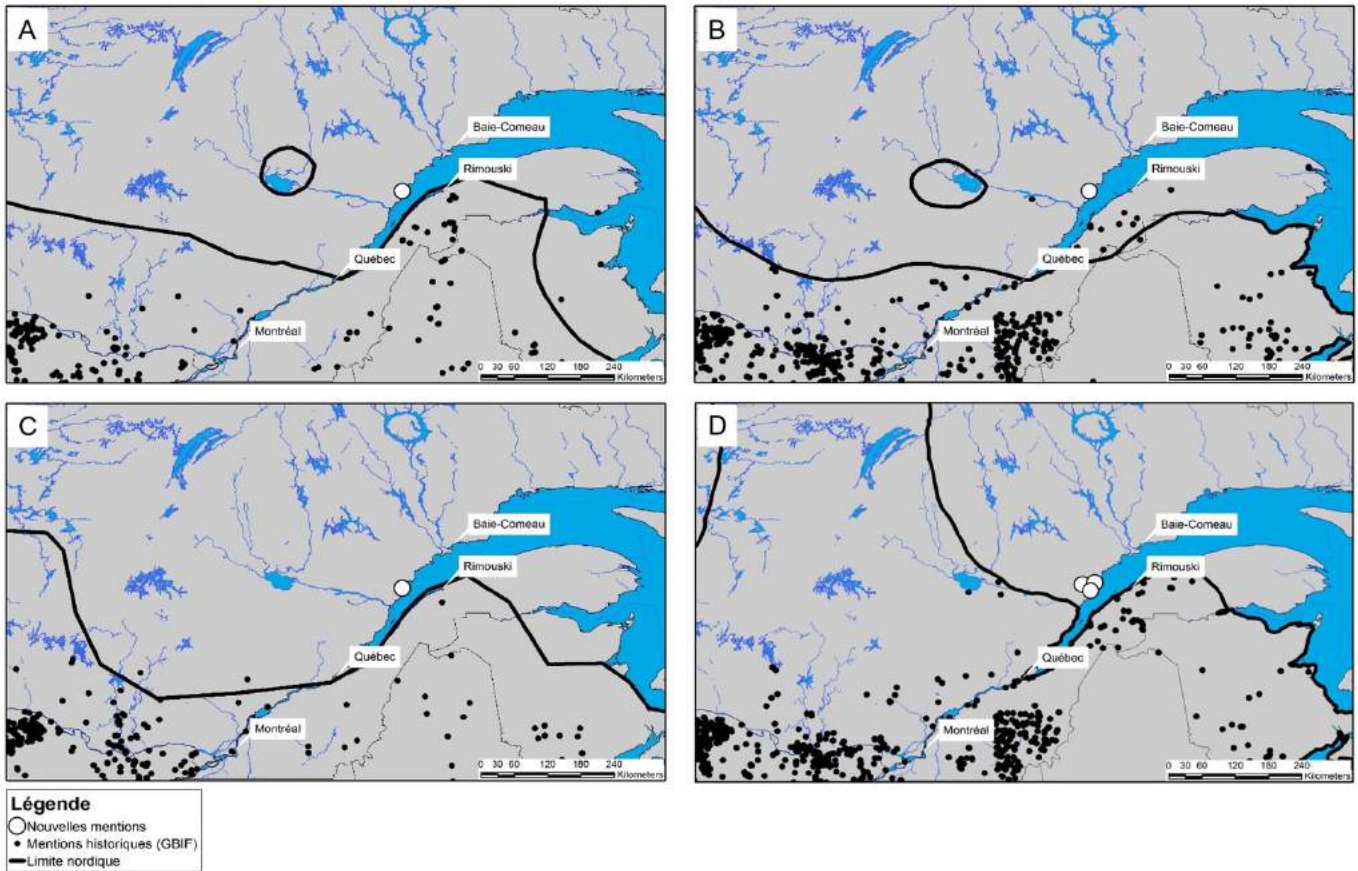 A
Baie-Comeau
Rimouski
Québec
Montréal
0 30 60 120 180 240
Kilometers
B
Baie-Comeau
Rimouski
Québec
Montréal
0 30 60 120 180 240
Kilometers
C
Baie-Comeau
Rimouski
Québec
Montréal
0 30 60 120 180 240
Kilometers
D
Baie-Comeau
Rimouski
Québec
Montréal
0 30 60 120 180 240
Kilometers
Légende
Nouvelles mentions
Mentions historiques (GBIF)
Limite nordique